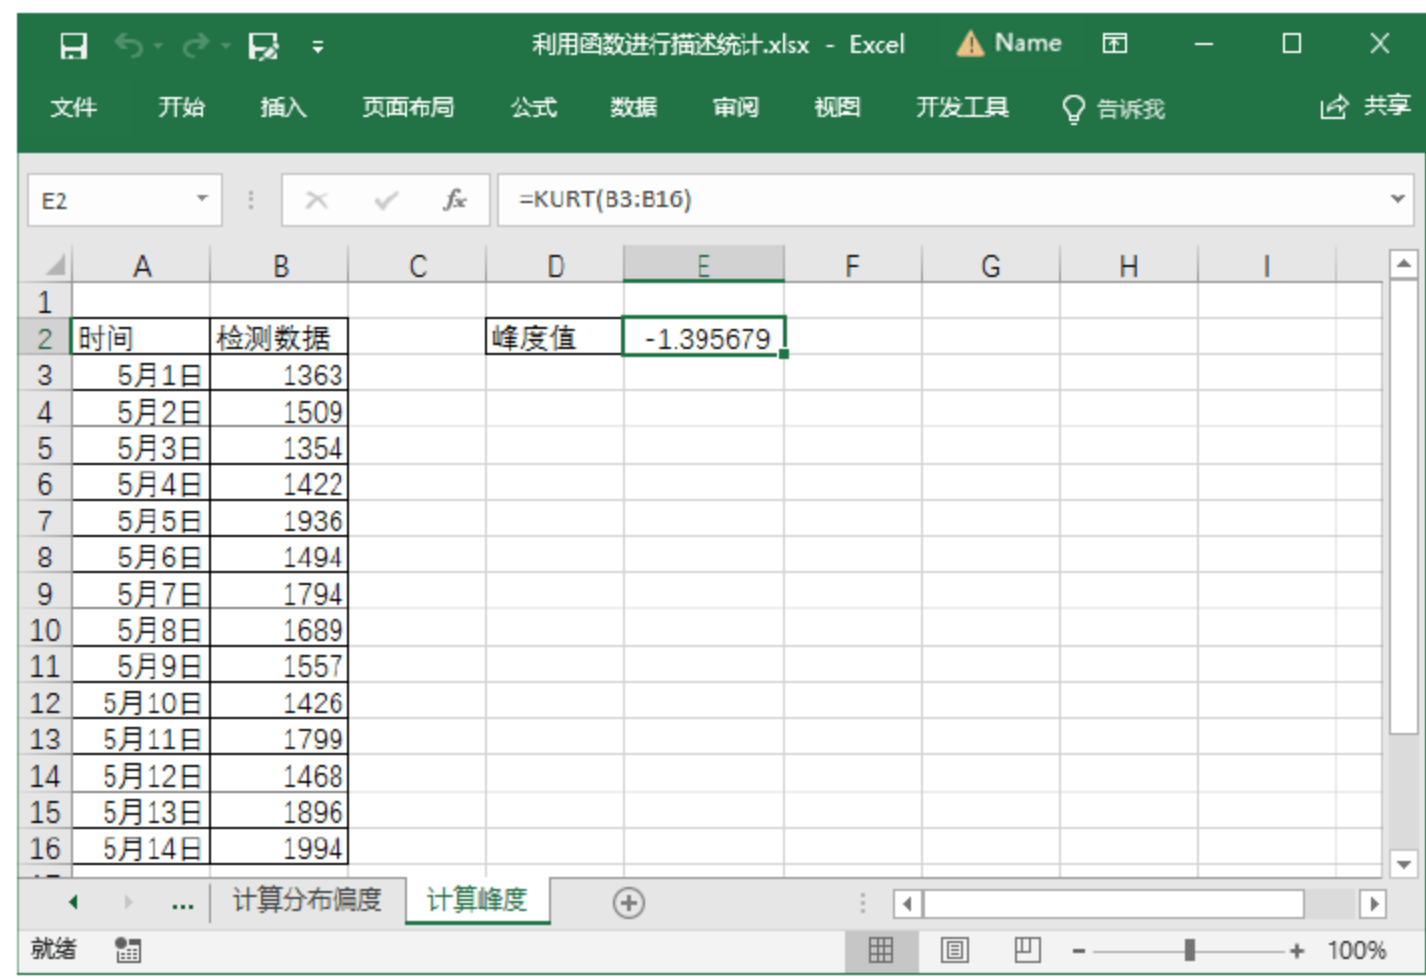 利用函数进行描述统计.xlsx - Excel Name
文件 开始 插入 页面布局 公式 数据 审阅 视图 开发工具 告诉我 共享
E2 fx =KURT(B3:B16)
A B C D E F G H I
1
2 时间 检测数据 峰度值 -1.395679
3 5月1日 1363
4 5月2日 1509
5 5月3日 1354
6 5月4日 1422
7 5月5日 1936
8 5月6日 1494
9 5月7日 1794
10 5月8日 1689
11 5月9日 1557
12 5月10日 1426
13 5月11日 1799
14 5月12日 1468
15 5月13日 1896
16 5月14日 1994
... 计算分布偏度 计算峰度
就绪 100%